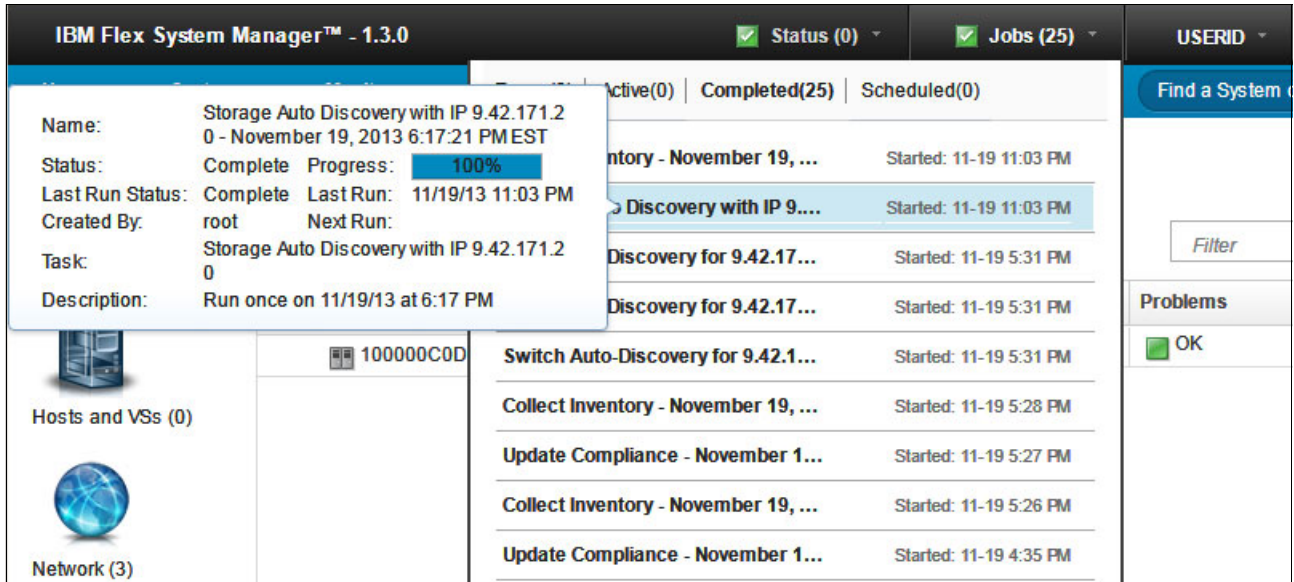 IBM Flex System Manager™ - 1.3.0
Status (0)
Jobs (25)
USERID
Active(0)
Completed(25)
Scheduled(0)
Find a System
Name: Storage Auto Discovery with IP 9.42.171.2
0 - November 19, 2013 6:17:21 PM EST
Status: Complete Progress: 100%
Last Run Status: Complete Last Run: 11/19/13 11:03 PM
Created By: root Next Run:
Task: Storage Auto Discovery with IP 9.42.171.2
0
Description: Run once on 11/19/13 at 6:17 PM
ntory - November 19, ... Started: 11-19 11:03 PM
Discovery with IP 9.... Started: 11-19 11:03 PM
Discovery for 9.42.17... Started: 11-19 5:31 PM
Discovery for 9.42.17... Started: 11-19 5:31 PM
Switch Auto-Discovery for 9.42.1... Started: 11-19 5:31 PM
Collect Inventory - November 19, ... Started: 11-19 5:28 PM
Update Compliance - November 1... Started: 11-19 5:27 PM
Collect Inventory - November 19, ... Started: 11-19 5:26 PM
Update Compliance - November 1... Started: 11-19 4:35 PM
Filter
Problems
OK
100000C0D
Hosts and VSs (0)
Network (3)